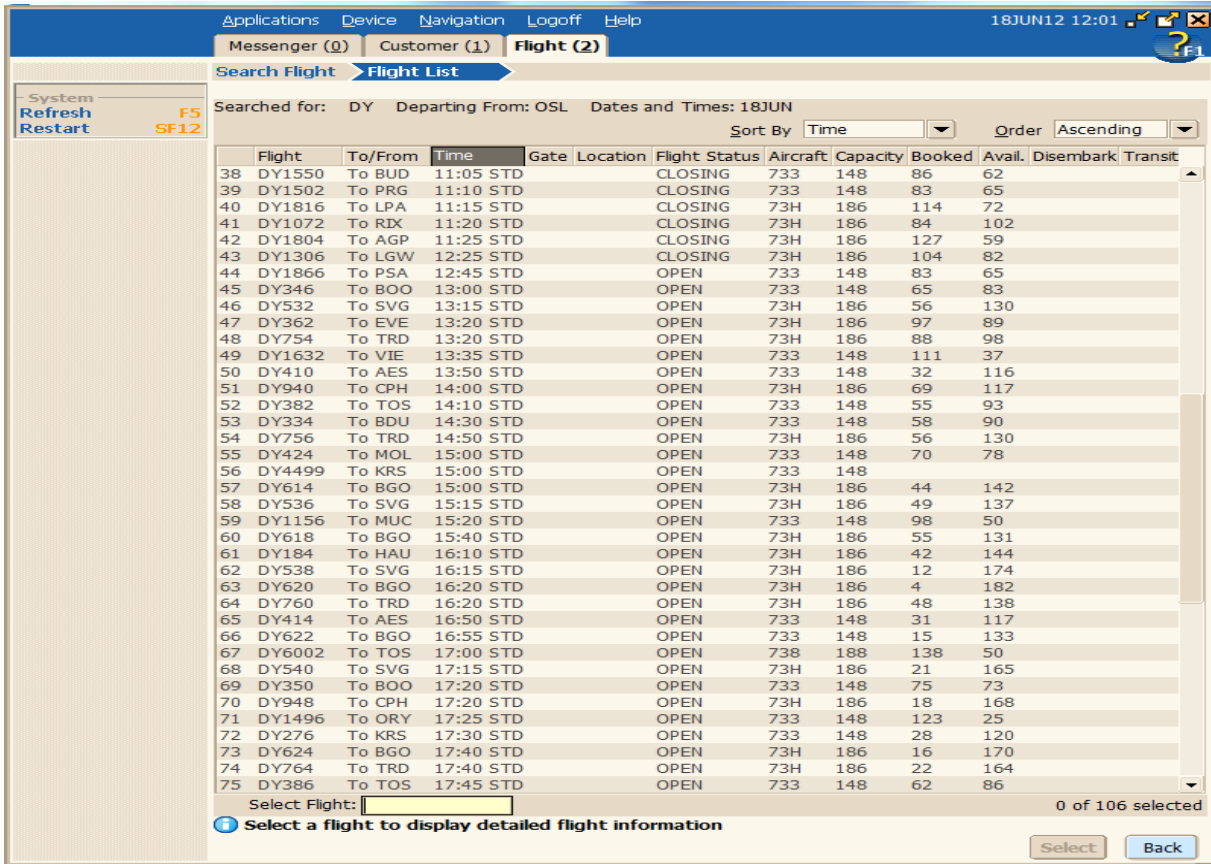 Applications Device Navigation Logoff Help 18JUN12 12:01
Messenger (0) Customer (1) Flight (2) ?F1
Search Flight Flight List
System
Refresh F5
Restart SF12
Searched for: DY Departing From: OSL Dates and Times: 18JUN
Sort By Time Order Ascending
Flight To/From Time Gate Location Flight Status Aircraft Capacity Booked Avail. Disembark Transit
38 DY1550 To BUD 11:05 STD CLOSING 733 148 86 62
39 DY1502 To PRG 11:10 STD CLOSING 733 148 83 65
40 DY1816 To LPA 11:15 STD CLOSING 73H 186 114 72
41 DY1072 To RIX 11:20 STD CLOSING 73H 186 84 102
42 DY1804 To AGP 11:25 STD CLOSING 73H 186 127 59
43 DY1306 To LGW 12:25 STD CLOSING 73H 186 104 82
44 DY1866 To PSA 12:45 STD OPEN 733 148 83 65
45 DY346 To BOO 13:00 STD OPEN 733 148 65 83
46 DY532 To SVG 13:15 STD OPEN 73H 186 56 130
47 DY362 To EVE 13:20 STD OPEN 73H 186 97 89
48 DY754 To TRD 13:20 STD OPEN 73H 186 88 98
49 DY1632 To VIE 13:35 STD OPEN 733 148 111 37
50 DY410 To AES 13:50 STD OPEN 733 148 32 116
51 DY940 To CPH 14:00 STD OPEN 73H 186 69 117
52 DY382 To TOS 14:10 STD OPEN 733 148 55 93
53 DY334 To BDU 14:30 STD OPEN 733 148 58 90
54 DY756 To TRD 14:50 STD OPEN 73H 186 56 130
55 DY424 To MOL 15:00 STD OPEN 733 148 70 78
56 DY4499 To KRS 15:00 STD OPEN 733 148
57 DY614 To BGO 15:00 STD OPEN 73H 186 44 142
58 DY536 To SVG 15:15 STD OPEN 73H 186 49 137
59 DY1156 To MUC 15:20 STD OPEN 733 148 98 50
60 DY618 To BGO 15:40 STD OPEN 73H 186 55 131
61 DY184 To HAU 16:10 STD OPEN 73H 186 42 144
62 DY538 To SVG 16:15 STD OPEN 73H 186 12 174
63 DY620 To BGO 16:20 STD OPEN 73H 186 4 182
64 DY760 To TRD 16:20 STD OPEN 73H 186 48 138
65 DY414 To AES 16:50 STD OPEN 733 148 31 117
66 DY622 To BGO 16:55 STD OPEN 733 148 15 133
67 DY6002 To TOS 17:00 STD OPEN 738 188 138 50
68 DY540 To SVG 17:15 STD OPEN 73H 186 21 165
69 DY350 To BOO 17:20 STD OPEN 733 148 75 73
70 DY948 To CPH 17:20 STD OPEN 73H 186 18 168
71 DY1496 To ORY 17:25 STD OPEN 733 148 123 25
72 DY276 To KRS 17:30 STD OPEN 733 148 28 120
73 DY624 To BGO 17:40 STD OPEN 73H 186 16 170
74 DY764 To TRD 17:40 STD OPEN 73H 186 22 164
75 DY386 To TOS 17:45 STD OPEN 733 148 62 86
Select Flight: 0 of 106 selected
Select a flight to display detailed flight information
Select Back